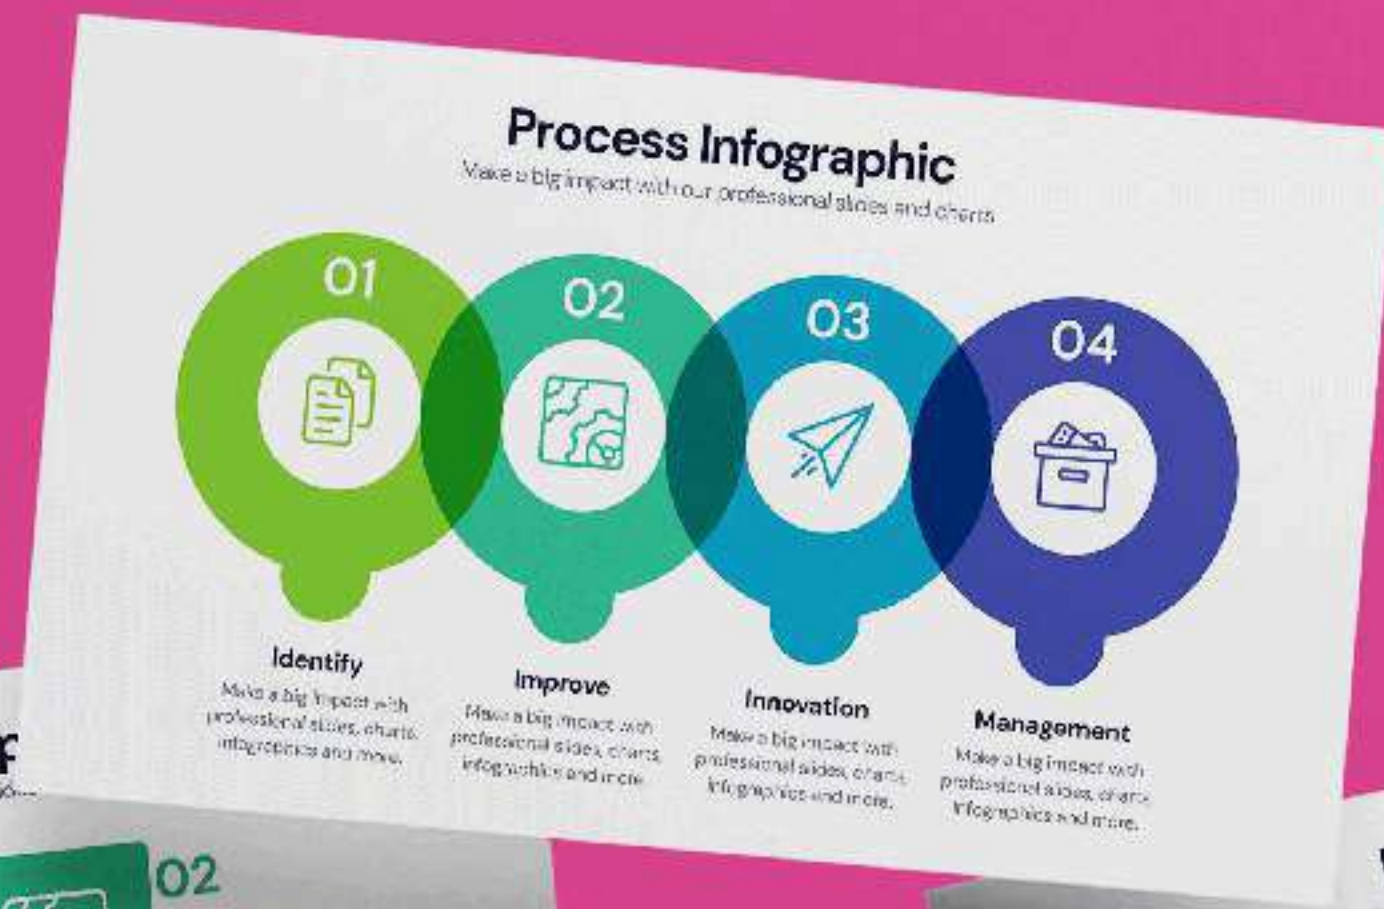 Process Infographic
Make a big impact with our professional slides and charts
01
02
03
04
Identify
Make a big impact with
professional slides, charts,
infographics and more.
Improve
Make a big impact with
professional slides, charts,
infographics and more.
Innovation
Make a big impact with
professional slides, charts,
infographics and more.
Management
Make a big impact with
professional slides, charts,
infographics and more.
02